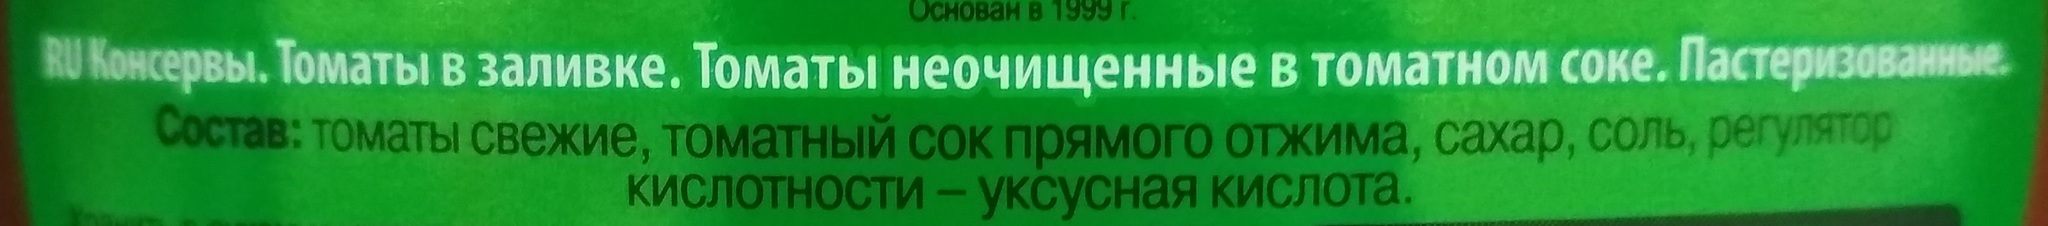 Основан в 1999 г.
RU Консервы. Томаты в заливке. Томаты неочищенные в томатном соке. Пастеризованные.
Состав: томаты свежие, томатный сок прямого отжима, сахар, соль, регулятор
кислотности – уксусная кислота.